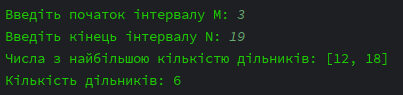 Введіть початок інтервалу M: 3
Введіть кінець інтервалу N: 19
Числа з найбільшою кількістю дільників: [12, 18]
Кількість дільників: 6